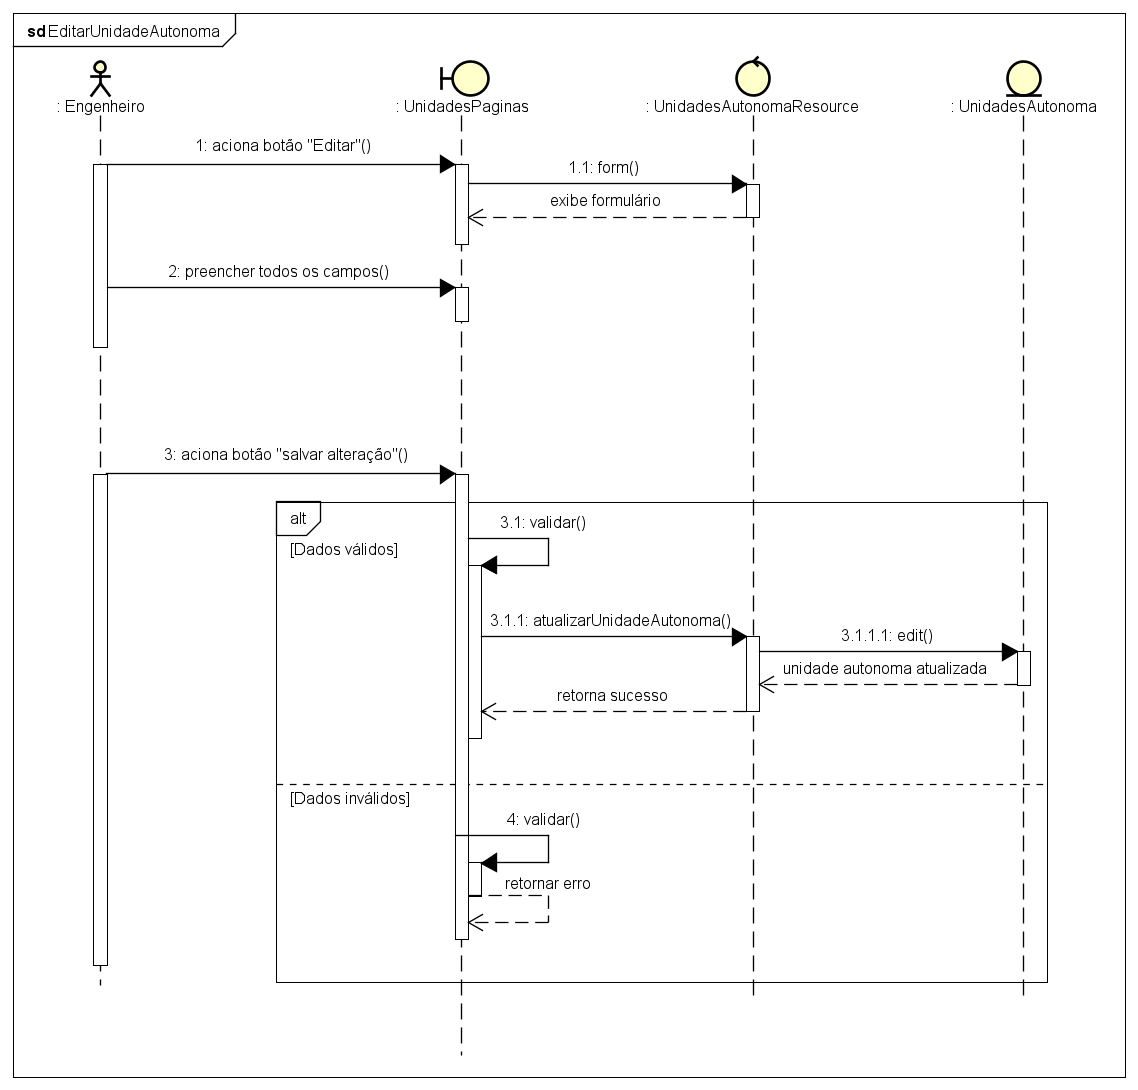 sd EditarUnidadeAutonoma
: Engenheiro
: UnidadesPaginas
: UnidadesAutonomaResource
: UnidadesAutonoma
1: aciona botão "Editar"()
1.1: form()
exibe formulário
2: preencher todos os campos()
3: aciona botão "salvar alteração"()
alt
[Dados válidos]
3.1: validar()
3.1.1: atualizarUnidadeAutonoma()
3.1.1.1: edit()
unidade autonoma atualizada
retorna sucesso
[Dados inválidos]
4: validar()
retornar erro